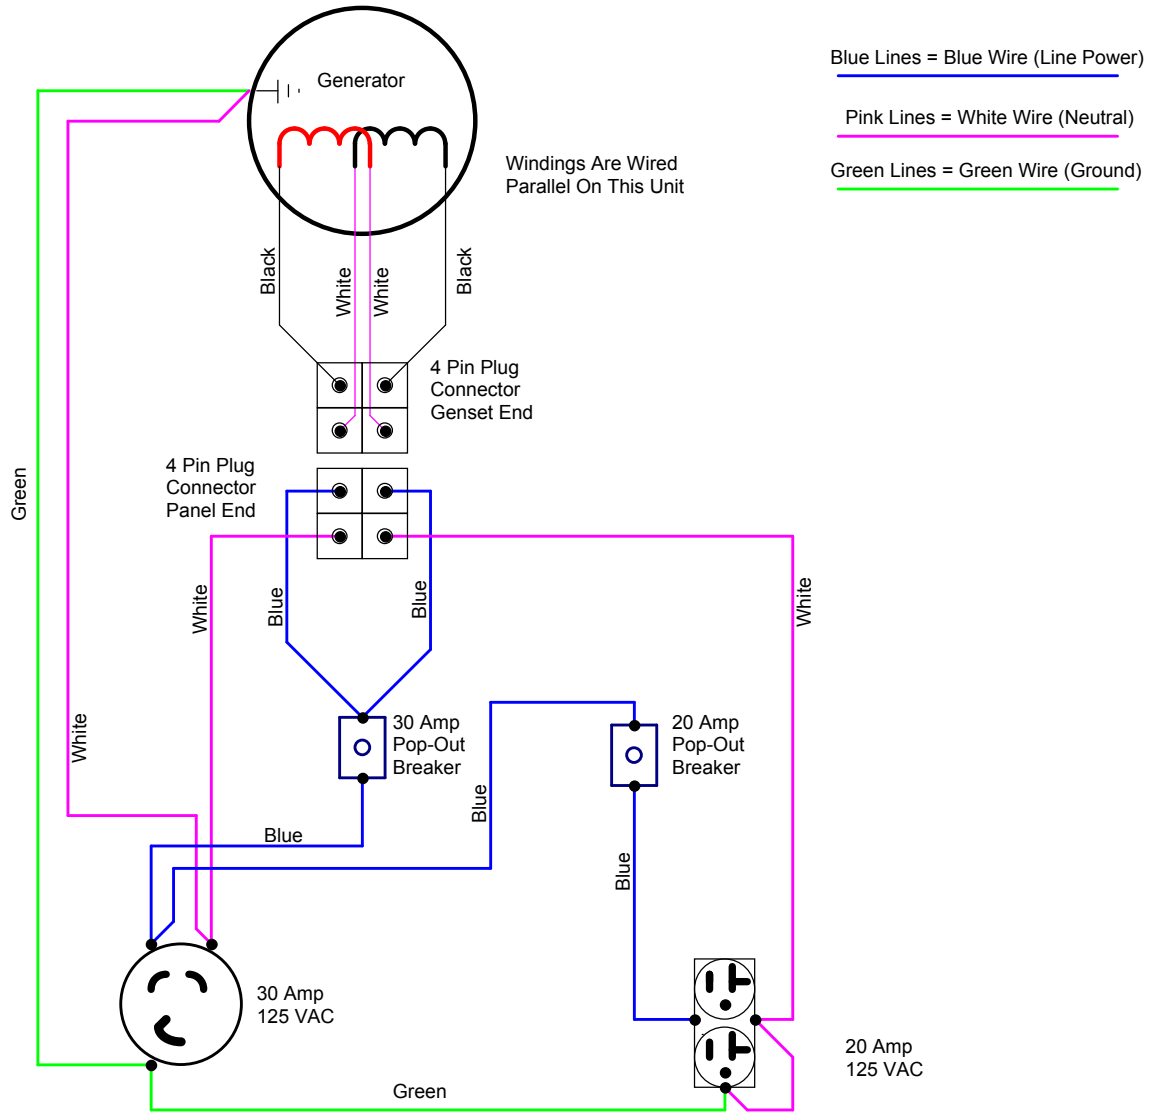 Generator
Blue Lines = Blue Wire (Line Power)
Pink Lines = White Wire (Neutral)
Green Lines = Green Wire (Ground)
Windings Are Wired
Parallel On This Unit
Black
White
White
Black
4 Pin Plug
Connector
Genset End
4 Pin Plug
Connector
Panel End
Green
White
Blue
Blue
White
White
30 Amp
Pop-Out
Breaker
20 Amp
Pop-Out
Breaker
Blue
Blue
Blue
30 Amp
125 VAC
20 Amp
125 VAC
Green